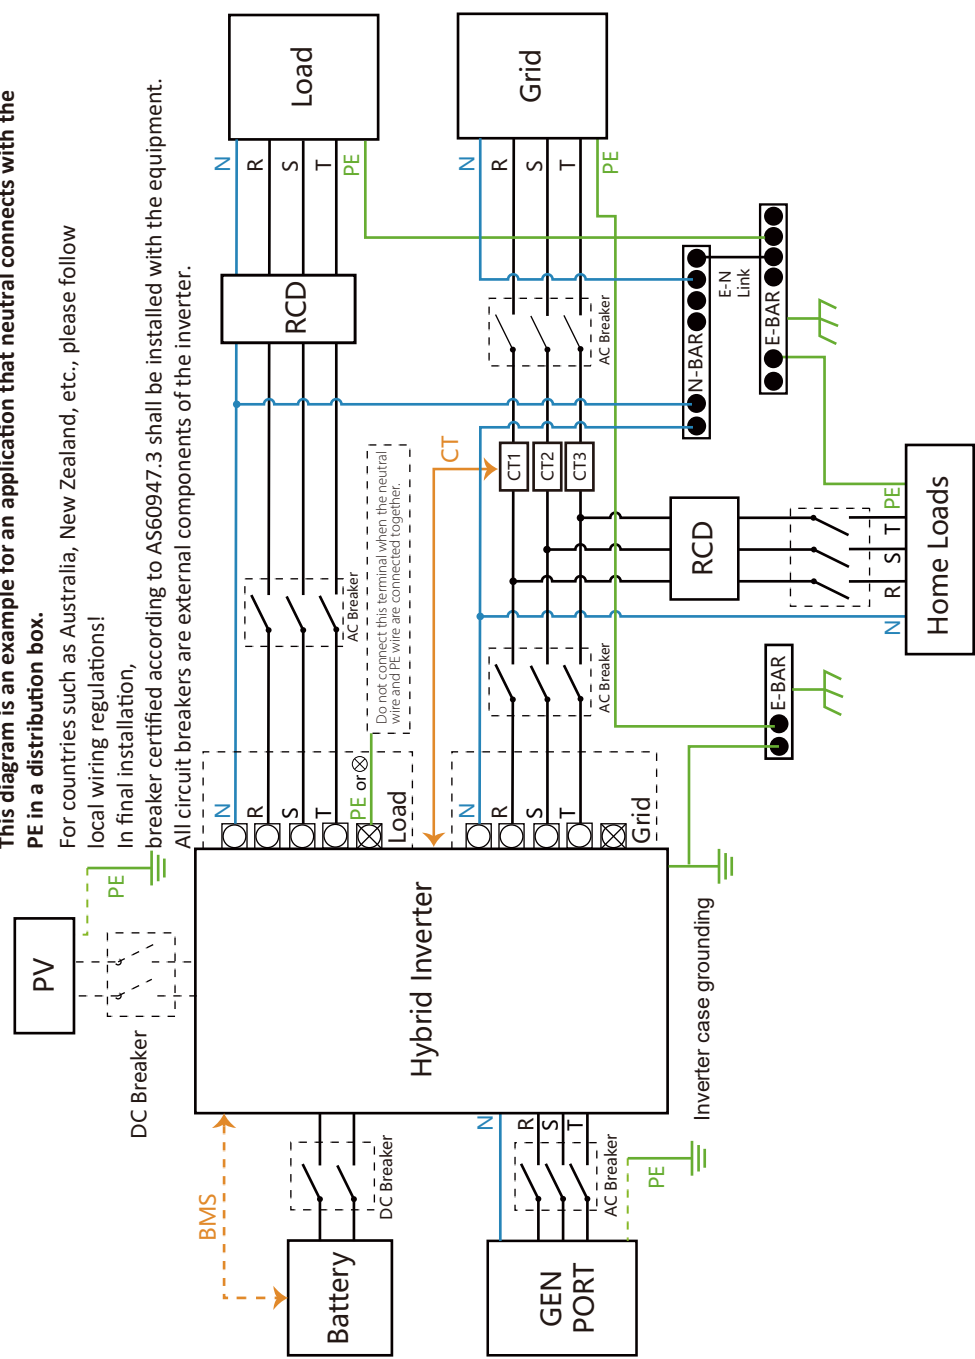 This diagram is an example for an application that neutral connects with the
PE in a distribution box.
For countries such as Australia, New Zealand, etc., please follow
local wiring regulations!
In final installation,
breaker certified according to AS60947.3 shall be installed with the equipment.
All circuit breakers are external components of the inverter.
PV
PE
DC Breaker
BMS
Battery
DC Breaker
Hybrid Inverter
N
R
S
T
PE or
Load
AC Breaker
Do not connect this terminal when the neutral
wire and PE wire are connected together.
RCD
N
R
S
T
PE
Load
CT
GEN
PORT
N
R
S
T
AC Breaker
PE
Inverter case grounding
N
R
S
T
Grid
AC Breaker
CT1
CT2
CT3
AC Breaker
N
R
S
T
PE
Grid
N-BAR
E-N
Link
E-BAR
E-BAR
RCD
N
R
S
T
PE
Home Loads